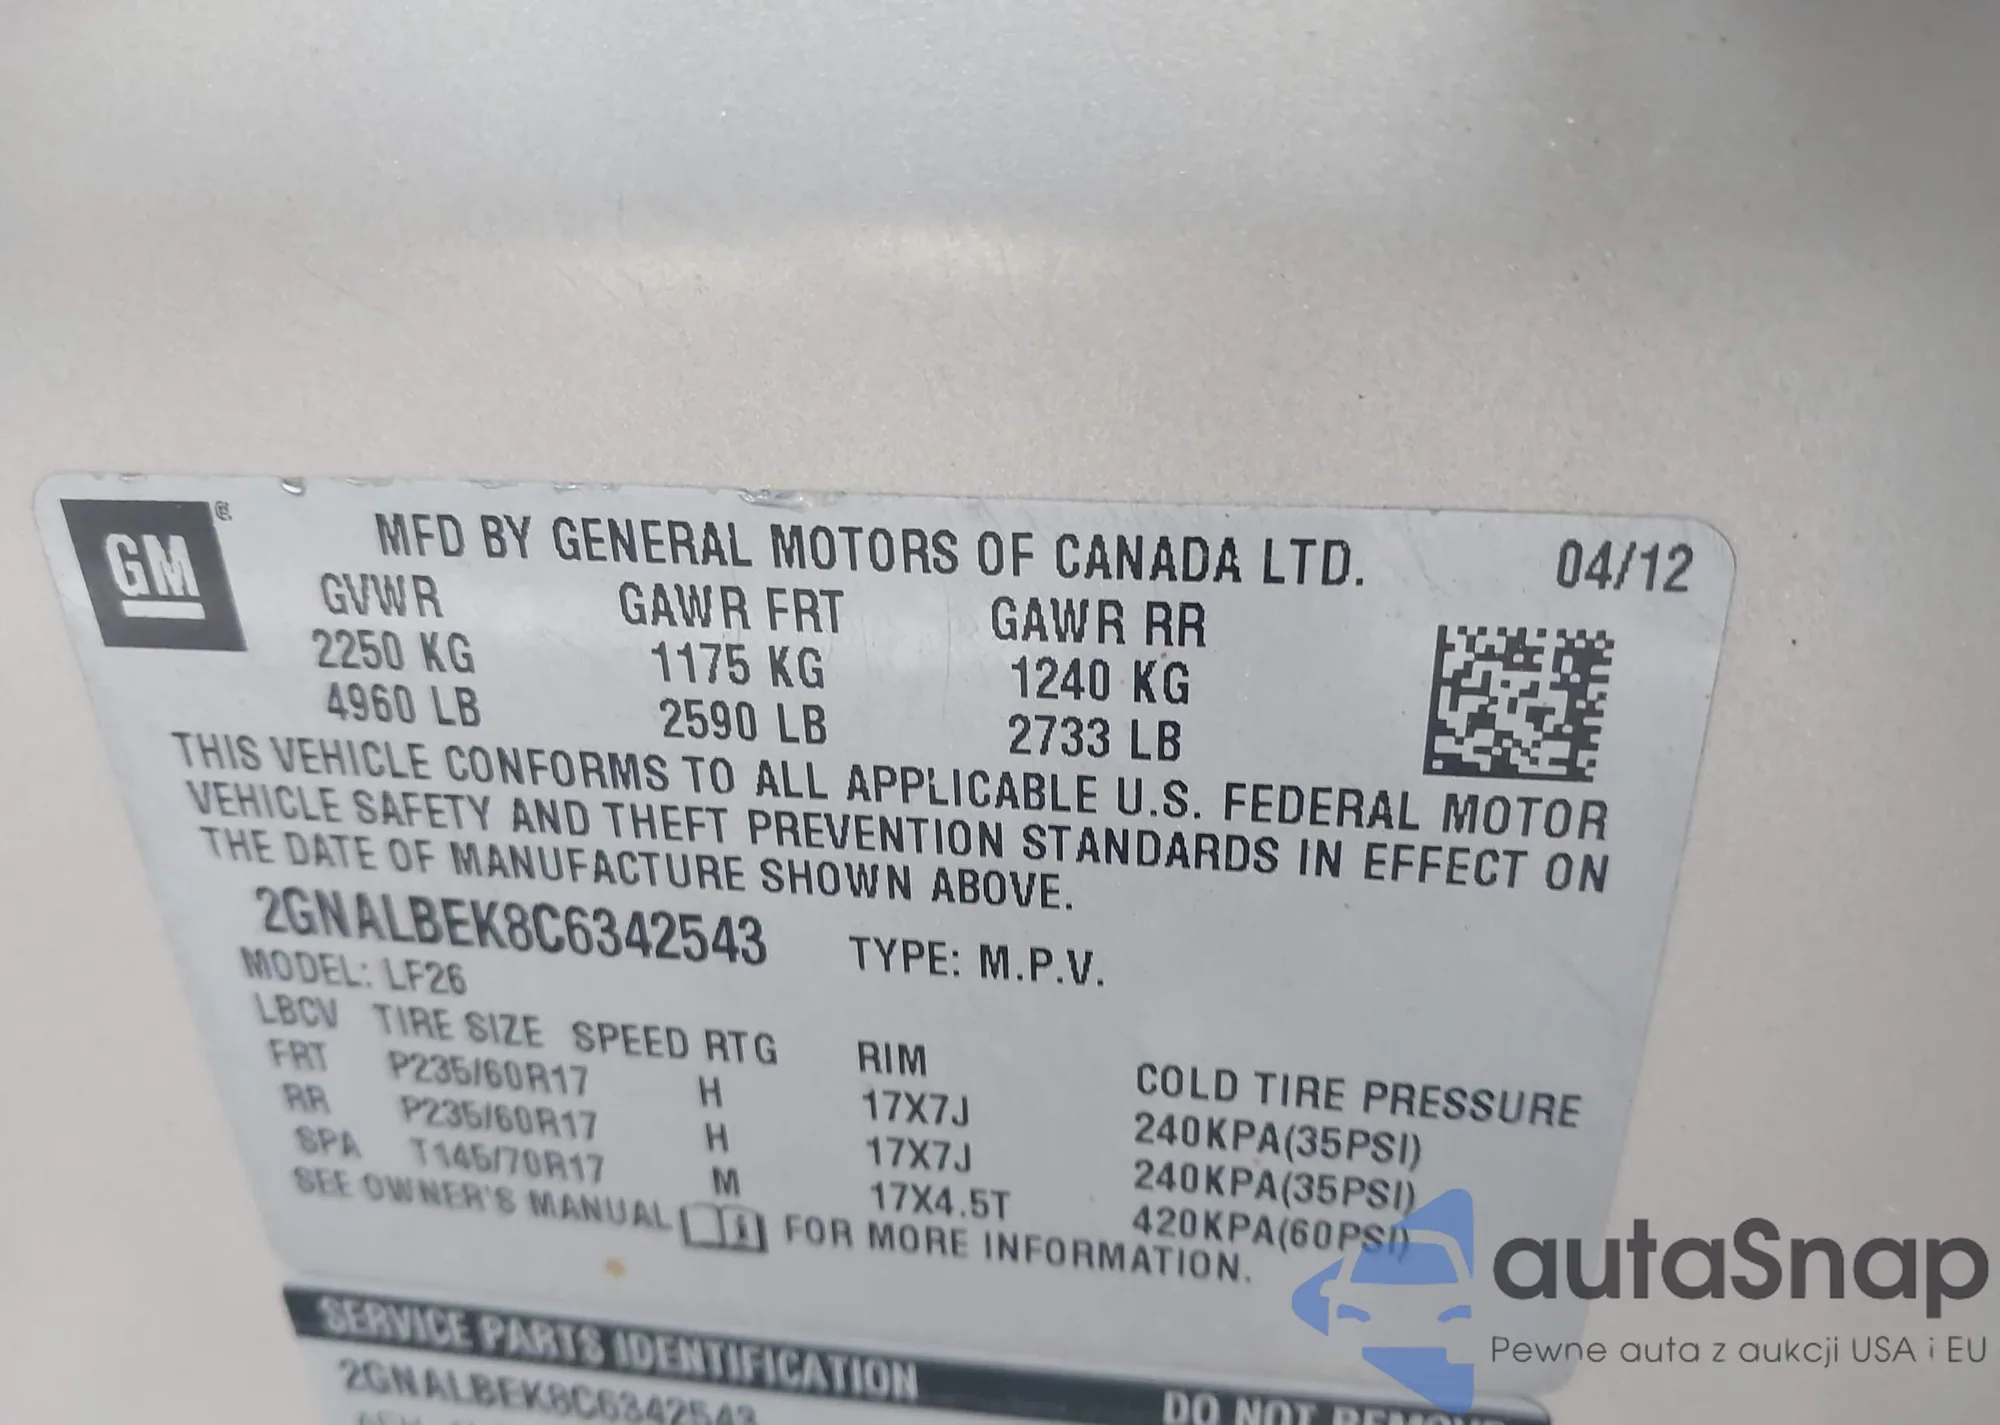 GM®
MFD BY GENERAL MOTORS OF CANADA LTD. 04/12
GVWR GAWR FRT GAWR RR
2250 KG 1175 KG 1240 KG
4960 LB 2590 LB 2733 LB
THIS VEHICLE CONFORMS TO ALL APPLICABLE U.S. FEDERAL MOTOR
VEHICLE SAFETY AND THEFT PREVENTION STANDARDS IN EFFECT ON
THE DATE OF MANUFACTURE SHOWN ABOVE.
2GNALBEK8C6342543 TYPE: M.P.V.
MODEL: LF26
LBCV TIRE SIZE SPEED RTG RIM COLD TIRE PRESSURE
FRT P235/60R17 H 17X7J 240KPA(35PSI)
RR P235/60R17 H 17X7J 240KPA(35PSI)
SPA T145/70R17 M 17X4.5T 420KPA(60PSI)
SEE OWNER'S MANUAL FOR MORE INFORMATION.
SERVICE PARTS IDENTIFICATION DO NOT REMOVE
2GNALBEK8C6342543
autaSnap
Pewne auta z aukcji USA i EU